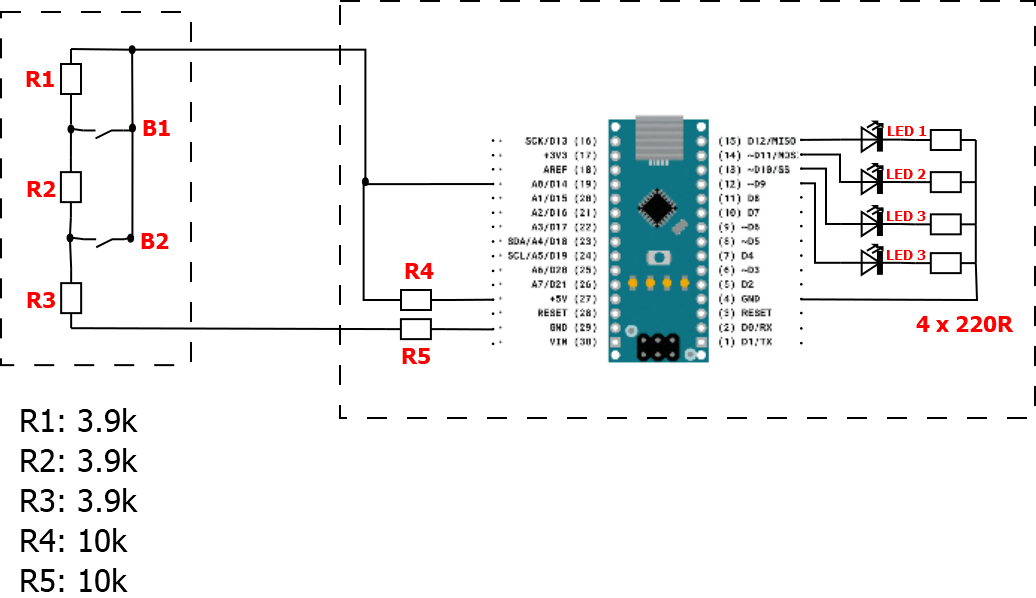 R1
B1
R2
B2
R3
R4
R5
SCK/D13 (16)
+3V3 (17)
AREF (18)
A0/D14 (19)
A1/D15 (20)
A2/D16 (21)
A3/D17 (22)
SDA/A4/D18 (23)
SCL/A5/D19 (24)
A6/D20 (25)
A7/D21 (26)
+5V (27)
RESET (28)
GND (29)
VIN (30)
(15) D12/MISO
(14) ~D11/MOSI
(13) ~D10/SS
(12) ~D9
(11) D8
(10) D7
(9) ~D6
(8) ~D5
(7) D4
(6) ~D3
(5) D2
(4) GND
(3) RESET
(2) D0/RX
(1) D1/TX
LED 1
LED 2
LED 3
LED 3
4 x 220R
R1: 3.9k
R2: 3.9k
R3: 3.9k
R4: 10k
R5: 10k